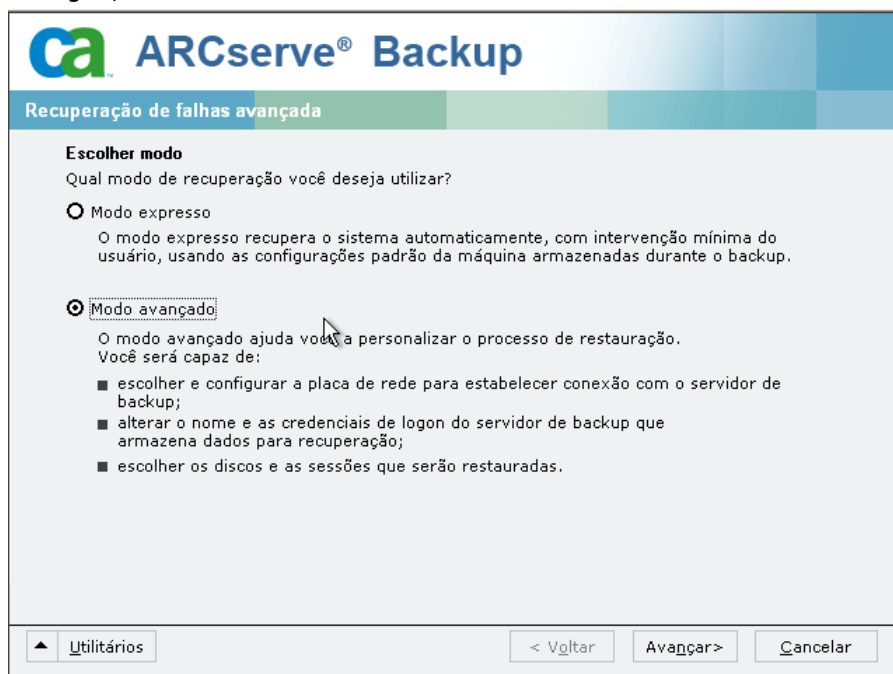 ca ARCserve® Backup
Recuperação de falhas avançada
Escolher modo
Qual modo de recuperação você deseja utilizar?
Modo expresso
O modo expresso recupera o sistema automaticamente, com intervenção mínima do
usuário, usando as configurações padrão da máquina armazenadas durante o backup.
Modo avançado
O modo avançado ajuda você a personalizar o processo de restauração.
Você será capaz de:
■ escolher e configurar a placa de rede para estabelecer conexão com o servidor de
backup;
■ alterar o nome e as credenciais de logon do servidor de backup que
armazena dados para recuperação;
■ escolher os discos e as sessões que serão restauradas.
Utilitários < Voltar Avançar> Cancelar